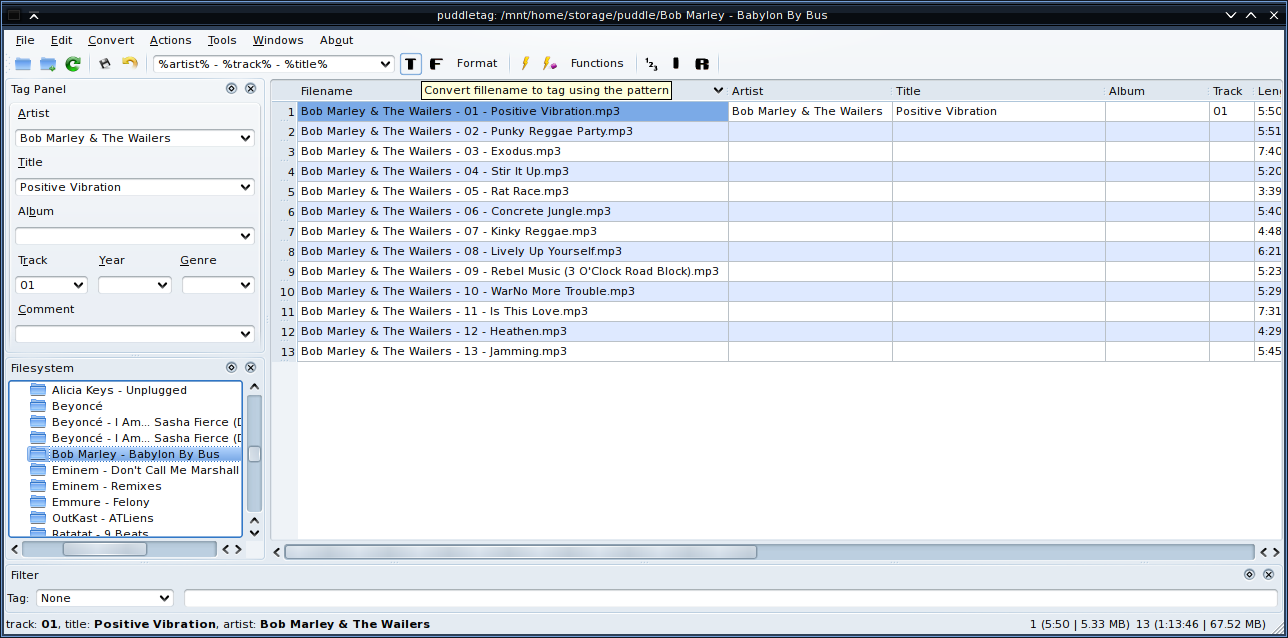 puddletag: /mnt/home/storage/puddle/Bob Marley - Babylon By Bus
File Edit Convert Actions Tools Windows About
%artist% - %track% - %title% T F Format Functions 123 I R
Tag Panel
Artist
Bob Marley & The Wailers
Title
Positive Vibration
Album
Track Year Genre
01
Comment
Filesystem
Alicia Keys - Unplugged
Beyoncé
Beyoncé - I Am... Sasha Fierce (D
Beyoncé - I Am... Sasha Fierce (D
Bob Marley - Babylon By Bus
Eminem - Don't Call Me Marshall
Eminem - Remixes
Emmure - Felony
OutKast - ATLiens
Ratatat - 9 Beats
Filename Artist Title Album Track Len
Convert fillename to tag using the pattern
1 Bob Marley & The Wailers - 01 - Positive Vibration.mp3 Bob Marley & The Wailers Positive Vibration 01 5:50
2 Bob Marley & The Wailers - 02 - Punky Reggae Party.mp3 5:51
3 Bob Marley & The Wailers - 03 - Exodus.mp3 7:40
4 Bob Marley & The Wailers - 04 - Stir It Up.mp3 5:20
5 Bob Marley & The Wailers - 05 - Rat Race.mp3 3:39
6 Bob Marley & The Wailers - 06 - Concrete Jungle.mp3 5:40
7 Bob Marley & The Wailers - 07 - Kinky Reggae.mp3 4:48
8 Bob Marley & The Wailers - 08 - Lively Up Yourself.mp3 6:21
9 Bob Marley & The Wailers - 09 - Rebel Music (3 O'Clock Road Block).mp3 5:23
10 Bob Marley & The Wailers - 10 - WarNo More Trouble.mp3 5:29
11 Bob Marley & The Wailers - 11 - Is This Love.mp3 7:31
12 Bob Marley & The Wailers - 12 - Heathen.mp3 4:29
13 Bob Marley & The Wailers - 13 - Jamming.mp3 5:45
Filter
Tag: None
track: 01, title: Positive Vibration, artist: Bob Marley & The Wailers 1 (5:50 | 5.33 MB) 13 (1:13:46 | 67.52 MB)